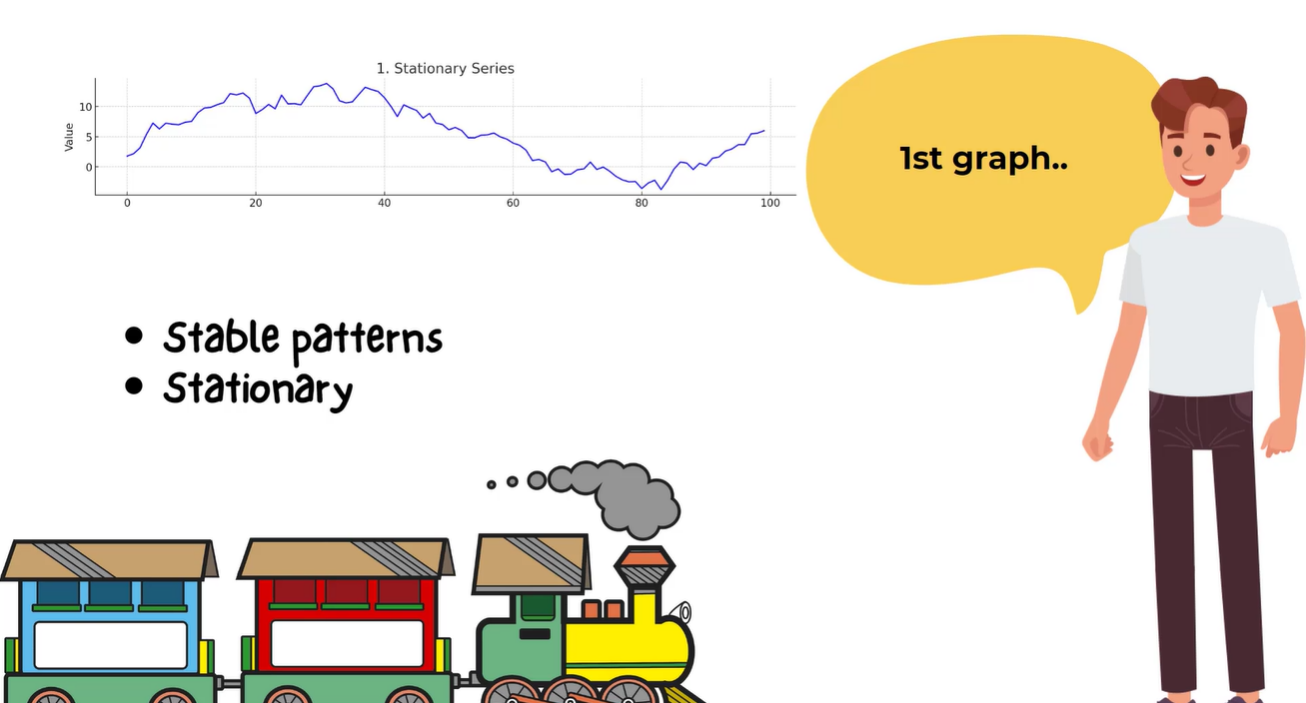 1. Stationary Series
Value
10
5
0
0 20 40 60 80 100
1st graph..
• Stable patterns
• Stationary